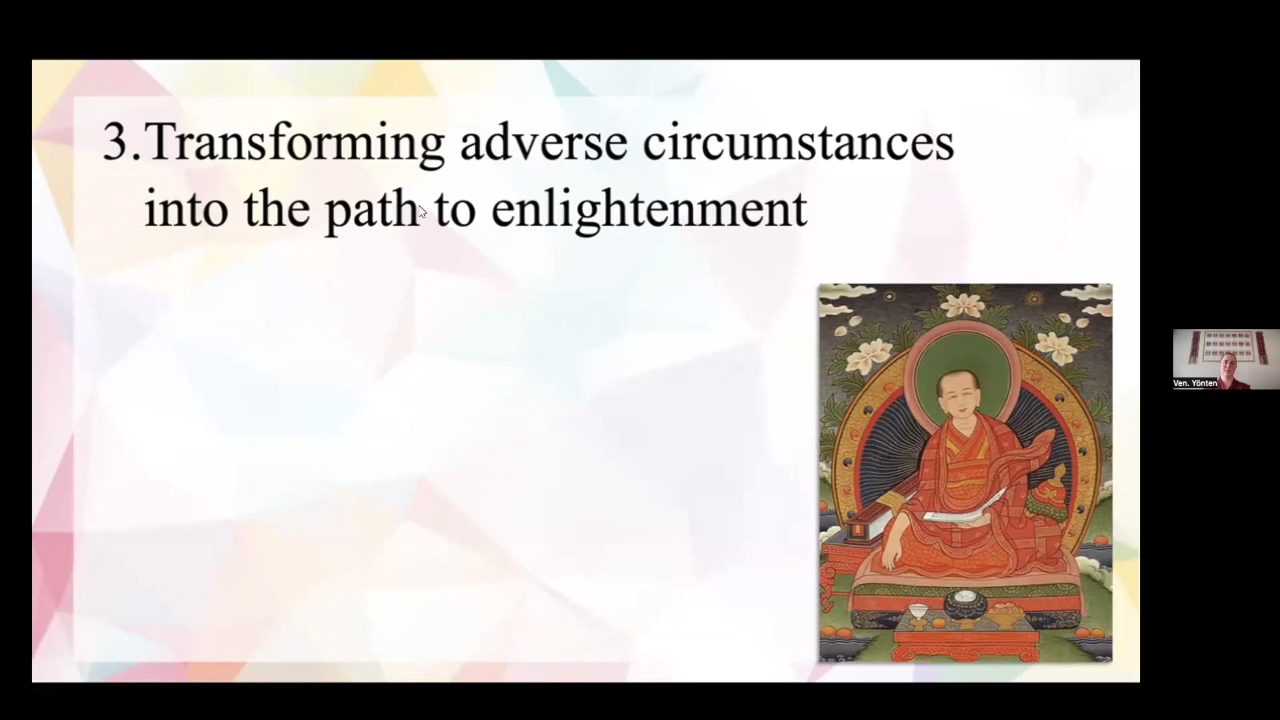 3.Transforming adverse circumstances
into the path to enlightenment
Ven. Yönten